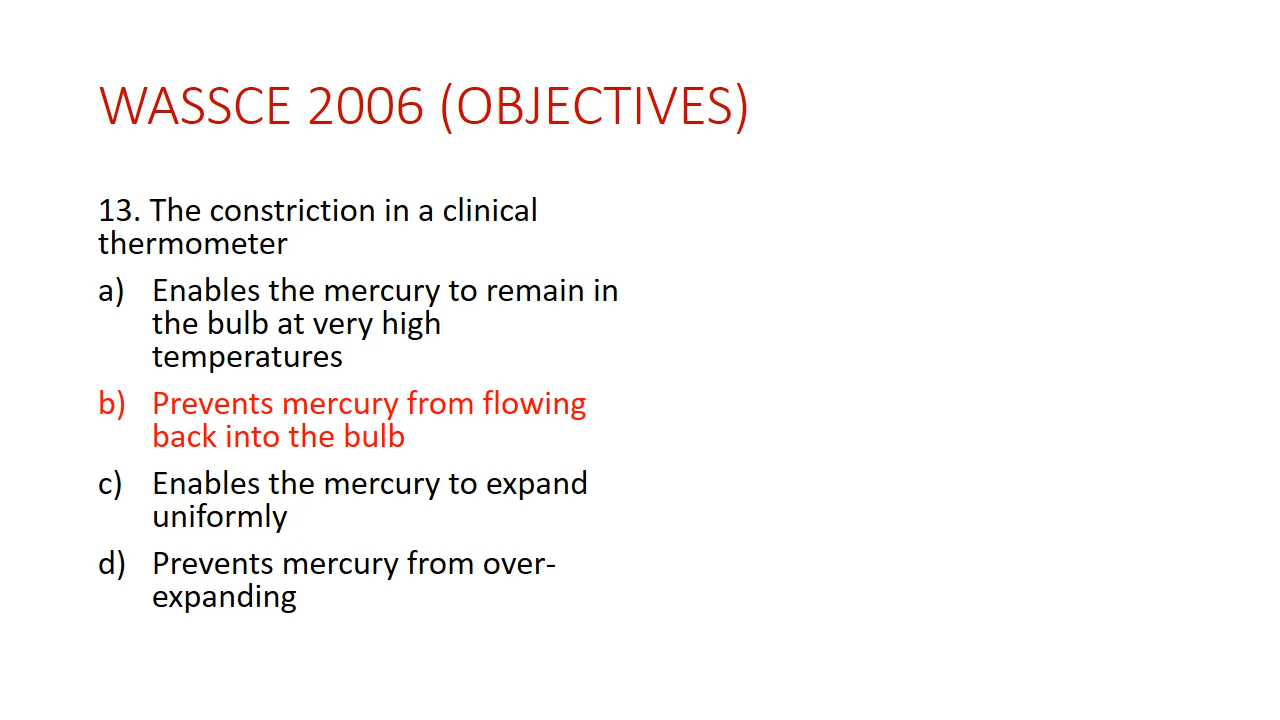 WASSCE 2006 (OBJECTIVES)
13. The constriction in a clinical
thermometer
a) Enables the mercury to remain in
the bulb at very high
temperatures
b) Prevents mercury from flowing
back into the bulb
c) Enables the mercury to expand
uniformly
d) Prevents mercury from over-
expanding